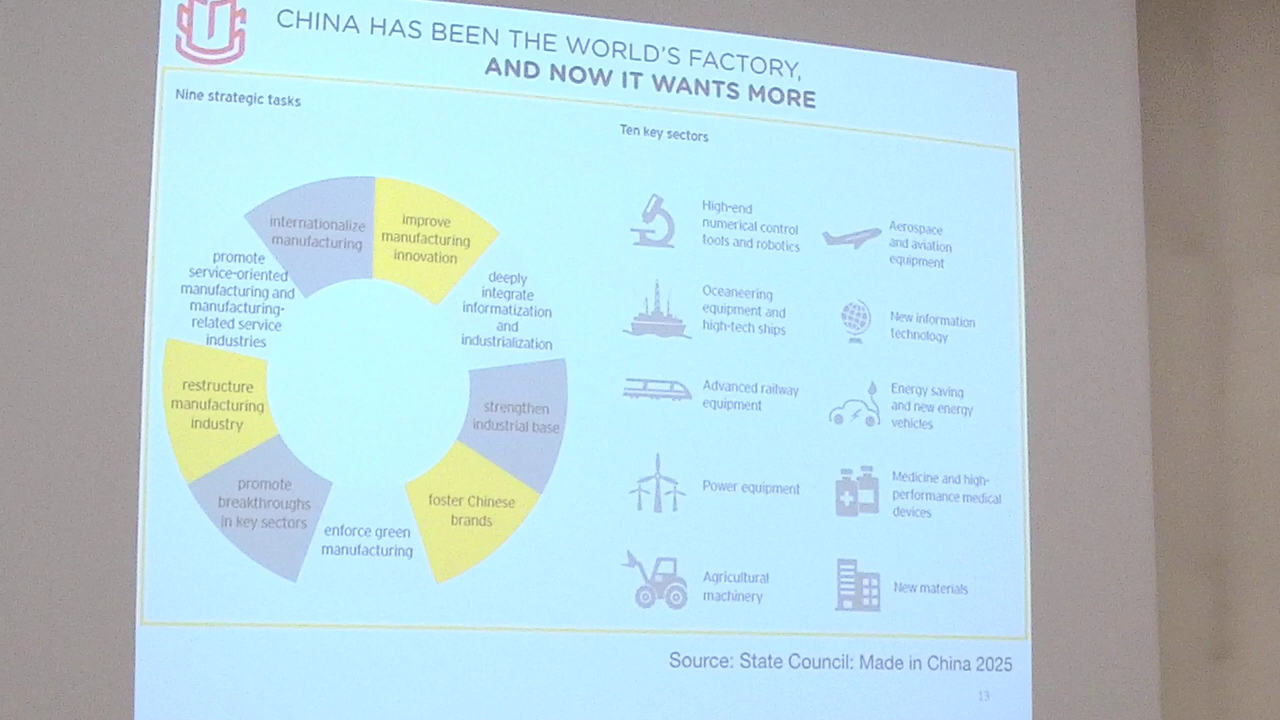 CHINA HAS BEEN THE WORLD'S FACTORY,
AND NOW IT WANTS MORE
Nine strategic tasks
internationalize
manufacturing
improve
manufacturing
innovation
deeply
integrate
informatization
and
industrialization
strengthen
industrial base
foster Chinese
brands
enforce green
manufacturing
promote
breakthroughs
in key sectors
restructure
manufacturing
industry
promote
service-oriented
manufacturing and
manufacturing-
related service
industries
Ten key sectors
High-end
numerical control
tools and robotics
Aerospace
and aviation
equipment
Oceaneering
equipment and
high-tech ships
New information
technology
Advanced railway
equipment
Energy saving
and new energy
vehicles
Power equipment
Medicine and high-
performance medical
devices
Agricultural
machinery
New materials
Source: State Council: Made in China 2025
13